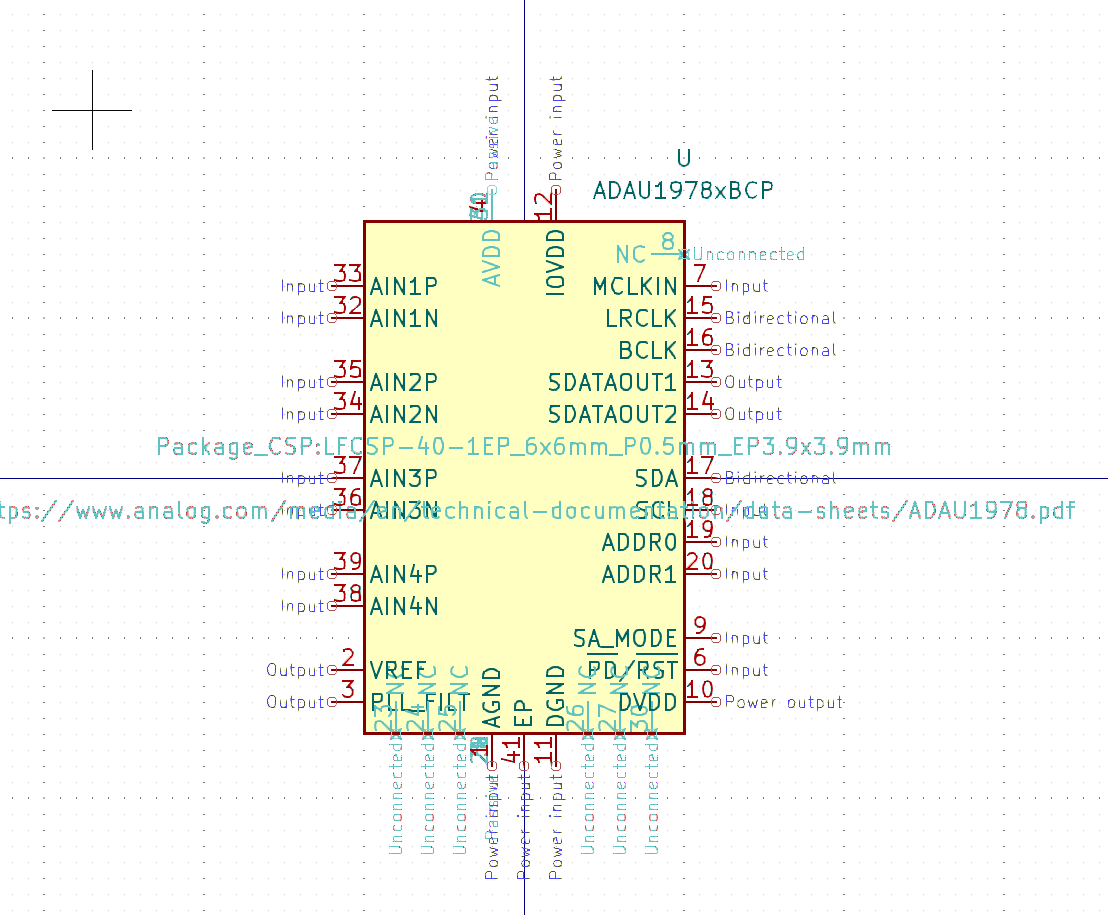 Power input
Power input
U
ADAU1978xBCP
4
12
AVDD
IOVDD
NC 8 Unconnected
Input 33 AIN1P
MCLKIN 7 Input
Input 32 AIN1N
LRCLK 15 Bidirectional
BCLK 16 Bidirectional
Input 35 AIN2P
SDATAOUT1 13 Output
Input 34 AIN2N
SDATAOUT2 14 Output
Package_CSP:LFCSP-40-1EP_6x6mm_P0.5mm_EP3.9x3.9mm
Input 37 AIN3P
SDA 17 Bidirectional
Input 36 AIN3N
SCL 18 Input
tps://www.analog.com/media/en/technical-documentation/data-sheets/ADAU1978.pdf
ADDR0 19 Input
Input 39 AIN4P
ADDR1 20 Input
Input 38 AIN4N
SA_MODE 9 Input
Output 2 VREF
PD/RST 6 Input
Output 3 PLL_FILT
DVDD 10 Power output
23 NC Unconnected
24 NC Unconnected
25 NC Unconnected
AGND 1 Power input
EP 41 Power input
DGND 11 Power input
26 NC Unconnected
27 NC Unconnected
30 NC Unconnected